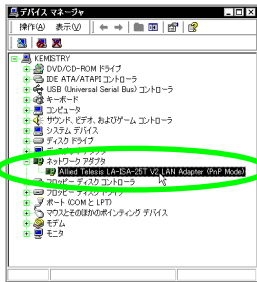 デバイス マネージャ
操作(A) 表示(V)
KEMISTRY
DVD/CD-ROM ドライブ
IDE ATA/ATAPI コントローラ
USB (Universal Serial Bus) コントローラ
キーボード
コンピュータ
サウンド、ビデオ、およびゲーム コントローラ
システム デバイス
ディスク ドライブ
ネットワーク アダプタ
Allied Telesis LA-ISA-25T V2 LAN Adapter (PnP Mode)
フロッピー ディスク コントローラ
フロッピー ディスク ドライブ
ポート (COM と LPT)
マウスとそのほかのポインティング デバイス
モデム
モニタ